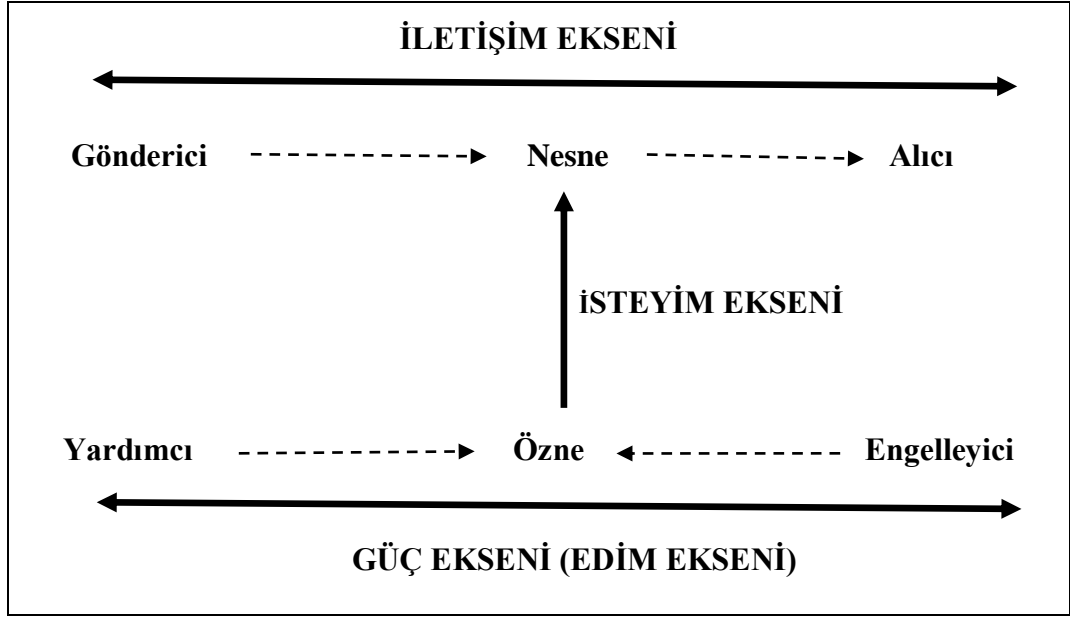 İLETİŞİM EKSENİ
Gönderici Nesne Alıcı
İSTEYİM EKSENİ
Yardımcı Özne Engelleyici
GÜÇ EKSENİ (EDİM EKSENİ)